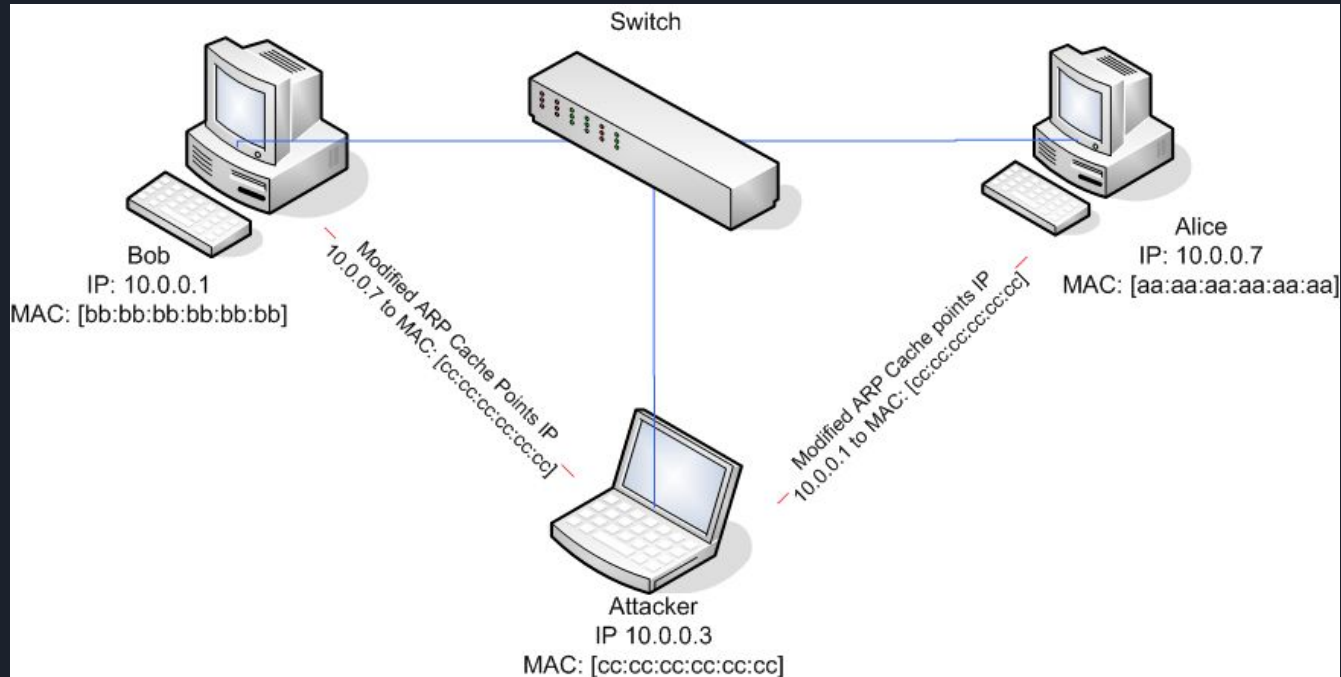 Switch
Bob
IP: 10.0.0.1
MAC: [bb:bb:bb:bb:bb:bb]
Alice
IP: 10.0.0.7
MAC: [aa:aa:aa:aa:aa:aa]
Modified ARP Cache Points IP
10.0.0.7 to MAC: [cc:cc:cc:cc:cc:cc]
Modified ARP Cache points IP
10.0.0.1 to MAC: [cc:cc:cc:cc:cc:cc]
Attacker
IP 10.0.0.3
MAC: [cc:cc:cc:cc:cc:cc]